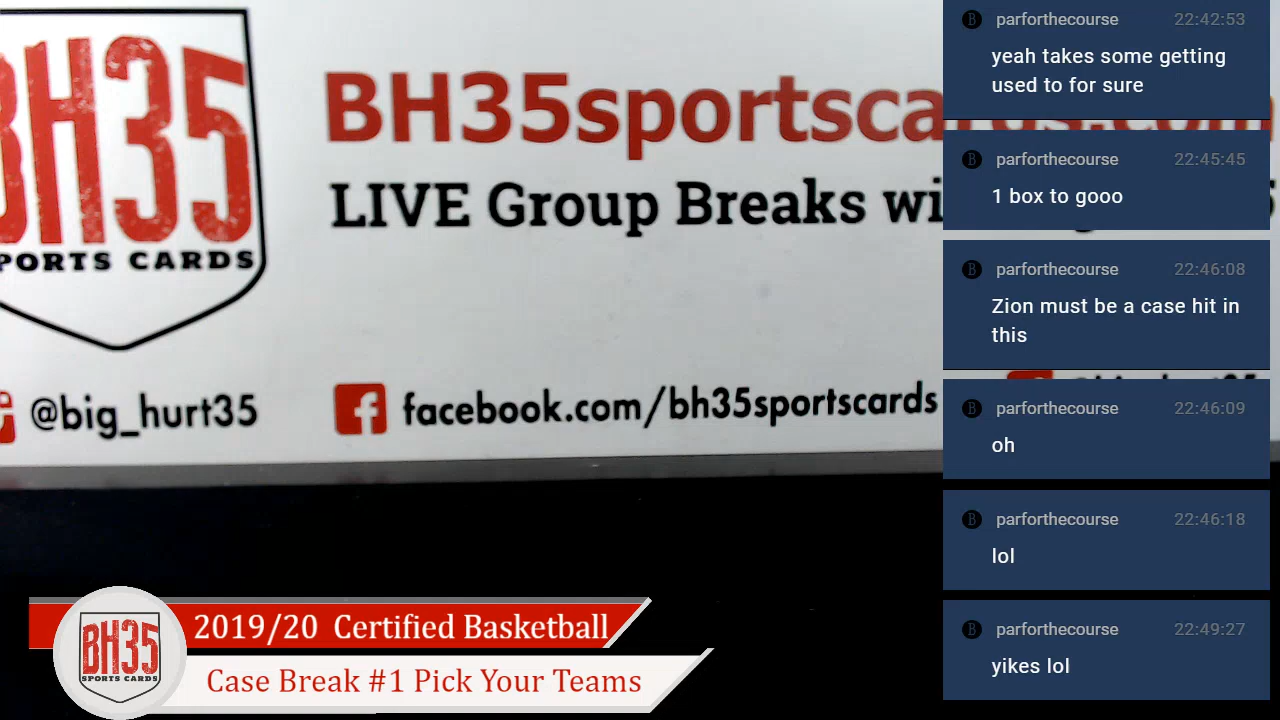 BH35
SPORTS CARDS
BH35sportscards.com
LIVE Group Breaks wi
@big_hurt35
facebook.com/bh35sportscards
parforthecourse 22:42:53
yeah takes some getting
used to for sure
parforthecourse 22:45:45
1 box to gooo
parforthecourse 22:46:08
Zion must be a case hit in
this
parforthecourse 22:46:09
oh
parforthecourse 22:46:18
lol
parforthecourse 22:49:27
yikes lol
BH35
SPORTS CARDS
2019/20 Certified Basketball
Case Break #1 Pick Your Teams